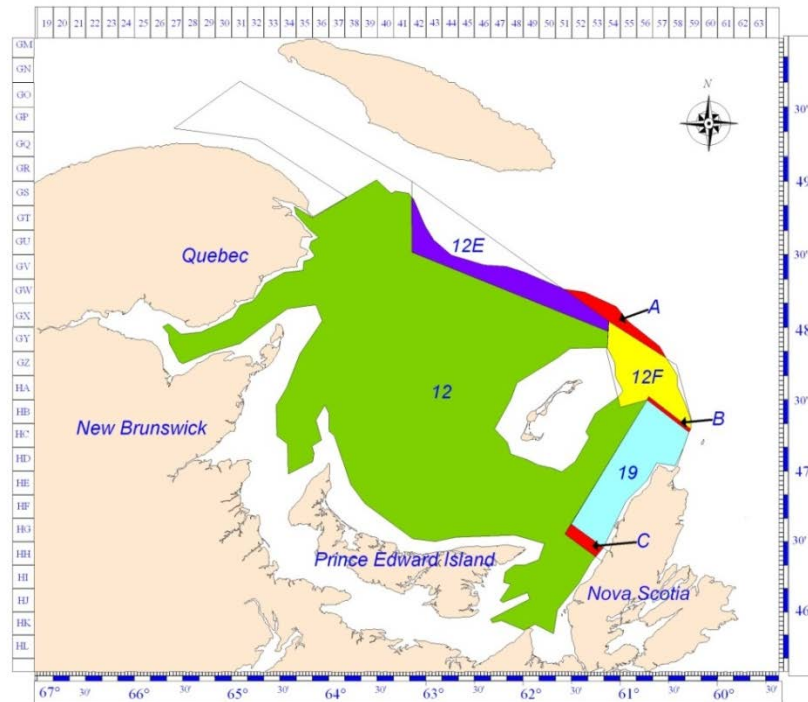 19 20 21 22 23 24 25 26 27 28 29 30 31 32 33 34 35 36 37 38 39 40 41 42 43 44 45 46 47 48 49 50 51 52 53 54 55 56 57 58 59 60 61 62 63
GM
GN
GO
GP
GQ
GR
GS
GT
GU
GV
GW
GX
GY
GZ
HA
HB
HC
HD
HE
HF
HG
HH
HI
HJ
HK
HL
N
30'
49
30'
48
30'
47
30'
46
Quebec
12E
A
12F
12
B
New Brunswick
19
C
Prince Edward Island
Nova Scotia
67° 30' 66° 30' 65° 30' 64° 30' 63° 30' 62° 30' 61° 30' 60° 30'